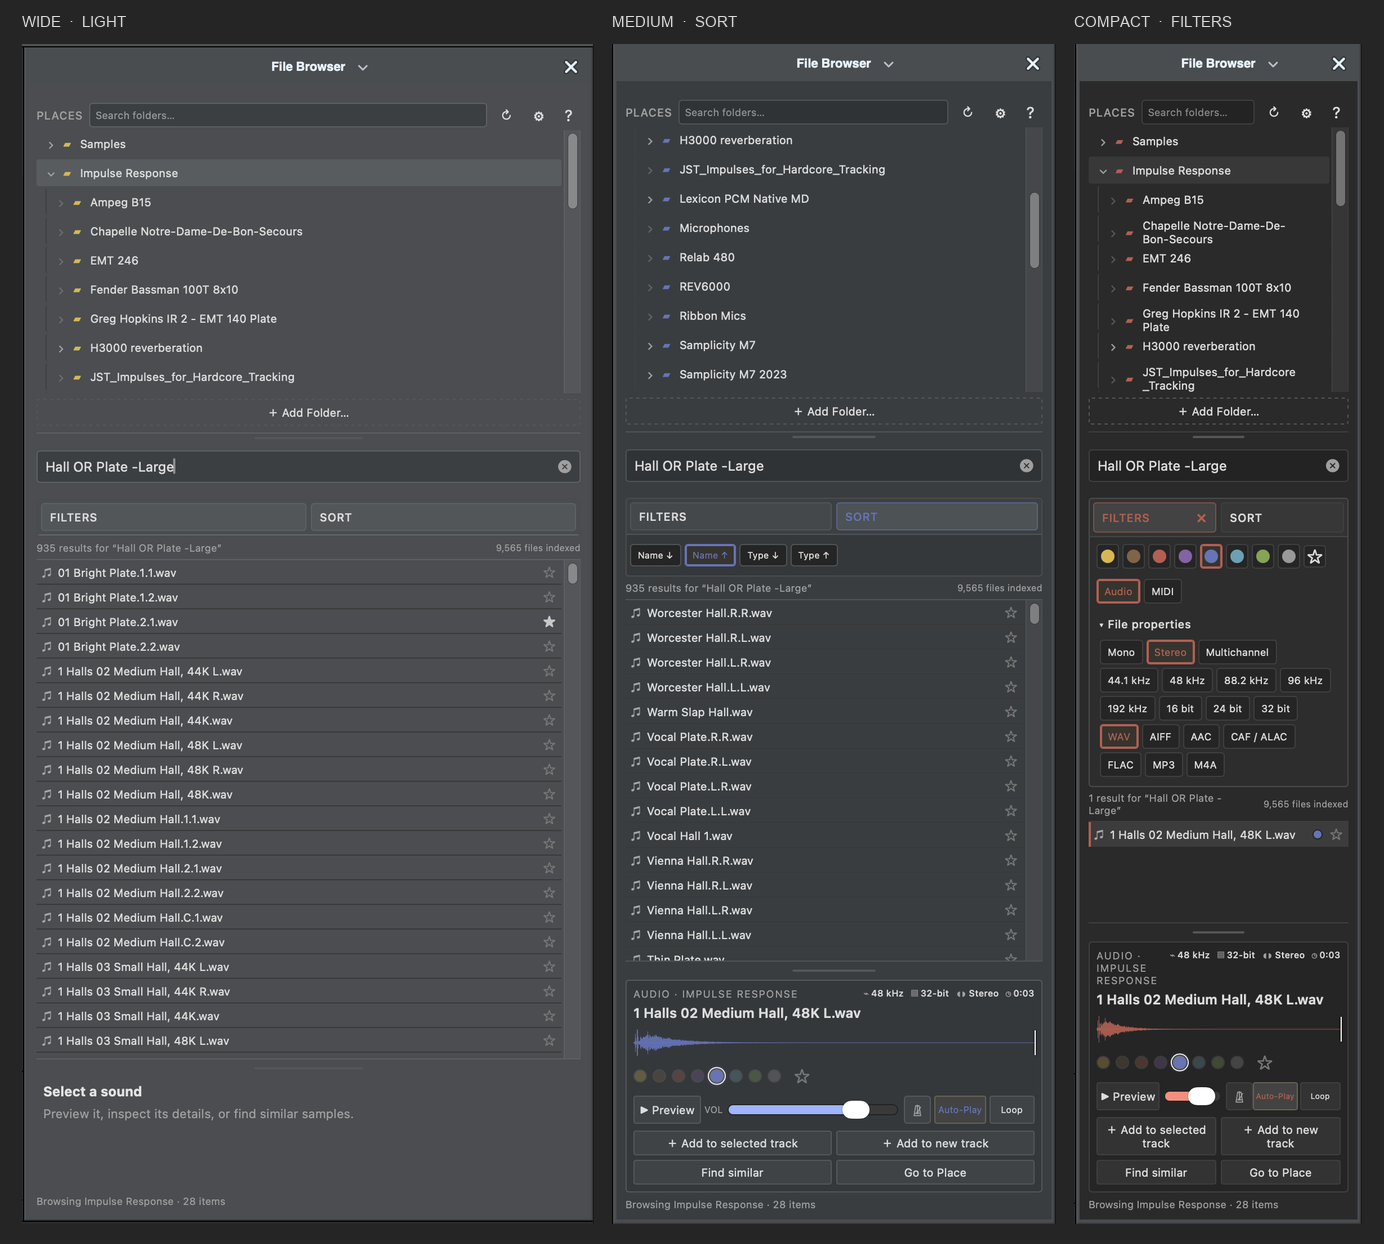 WIDE · LIGHT
File Browser
PLACES
Search folders...
?
Samples
Impulse Response
Ampeg B15
Chapelle Notre-Dame-De-Bon-Secours
EMT 246
Fender Bassman 100T 8x10
Greg Hopkins IR 2 - EMT 140 Plate
H3000 reverberation
JST_Impulses_for_Hardcore_Tracking
+ Add Folder...
Hall OR Plate -Large
FILTERS
SORT
935 results for “Hall OR Plate -Large”
9,565 files indexed
01 Bright Plate.1.1.wav
01 Bright Plate.1.2.wav
01 Bright Plate.2.1.wav
01 Bright Plate.2.2.wav
1 Halls 02 Medium Hall, 44K L.wav
1 Halls 02 Medium Hall, 44K R.wav
1 Halls 02 Medium Hall, 44K.wav
1 Halls 02 Medium Hall, 48K L.wav
1 Halls 02 Medium Hall, 48K R.wav
1 Halls 02 Medium Hall, 48K.wav
1 Halls 02 Medium Hall.1.1.wav
1 Halls 02 Medium Hall.1.2.wav
1 Halls 02 Medium Hall.2.1.wav
1 Halls 02 Medium Hall.2.2.wav
1 Halls 02 Medium Hall.C.1.wav
1 Halls 02 Medium Hall.C.2.wav
1 Halls 03 Small Hall, 44K L.wav
1 Halls 03 Small Hall, 44K R.wav
1 Halls 03 Small Hall, 44K.wav
1 Halls 03 Small Hall, 48K L.wav
Select a sound
Preview it, inspect its details, or find similar samples.
Browsing Impulse Response · 28 items
MEDIUM · SORT
File Browser
PLACES
Search folders...
?
H3000 reverberation
JST_Impulses_for_Hardcore_Tracking
Lexicon PCM Native MD
Microphones
Relab 480
REV6000
Ribbon Mics
Samplicity M7
Samplicity M7 2023
+ Add Folder...
Hall OR Plate -Large
FILTERS
SORT
Name ↓
Name ↑
Type ↓
Type ↑
935 results for “Hall OR Plate -Large”
9,565 files indexed
Worcester Hall.R.R.wav
Worcester Hall.R.L.wav
Worcester Hall.L.R.wav
Worcester Hall.L.L.wav
Warm Slap Hall.wav
Vocal Plate.R.R.wav
Vocal Plate.R.L.wav
Vocal Plate.L.R.wav
Vocal Plate.L.L.wav
Vocal Hall 1.wav
Vienna Hall.R.R.wav
Vienna Hall.R.L.wav
Vienna Hall.L.R.wav
Vienna Hall.L.L.wav
Thin Plate.wav
AUDIO · IMPULSE RESPONSE
48 kHz
32-bit
Stereo
0:03
1 Halls 02 Medium Hall, 48K L.wav
Preview
VOL
Auto-Play
Loop
+ Add to selected track
+ Add to new track
Find similar
Go to Place
Browsing Impulse Response · 28 items
COMPACT · FILTERS
File Browser
PLACES
Search folders...
?
Samples
Impulse Response
Ampeg B15
Chapelle Notre-Dame-De-
Bon-Secours
EMT 246
Fender Bassman 100T 8x10
Greg Hopkins IR 2 - EMT 140
Plate
H3000 reverberation
JST_Impulses_for_Hardcore
_Tracking
+ Add Folder...
Hall OR Plate -Large
FILTERS
SORT
Audio
MIDI
File properties
Mono
Stereo
Multichannel
44.1 kHz
48 kHz
88.2 kHz
96 kHz
192 kHz
16 bit
24 bit
32 bit
WAV
AIFF
AAC
CAF / ALAC
FLAC
MP3
M4A
1 result for “Hall OR Plate -
Large”
9,565 files indexed
1 Halls 02 Medium Hall, 48K L.wav
AUDIO ·
IMPULSE
RESPONSE
48 kHz
32-bit
Stereo
0:03
1 Halls 02 Medium Hall, 48K L.wav
Preview
Auto-Play
Loop
+ Add to selected
track
+ Add to new
track
Find similar
Go to Place
Browsing Impulse Response · 28 items